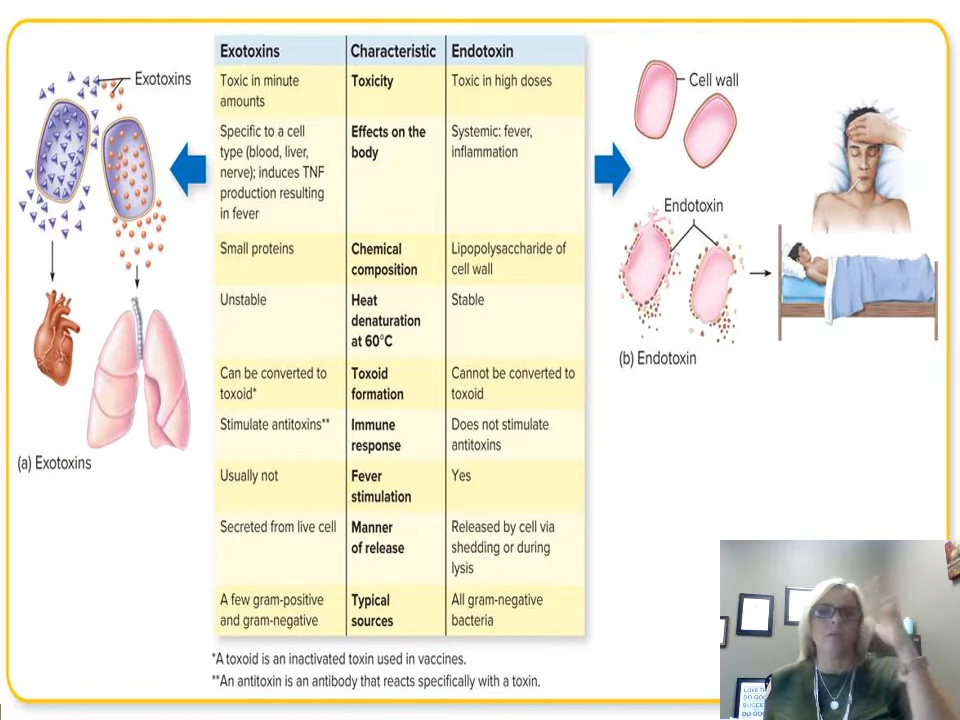 Exotoxins
Characteristic
Endotoxin
Toxic in minute
amounts
Toxicity
Toxic in high doses
Specific to a cell
type (blood, liver,
nerve); induces TNF
production resulting
in fever
Effects on the
body
Systemic: fever,
inflammation
Small proteins
Chemical
composition
Lipopolysaccharide of
cell wall
Unstable
Heat
denaturation
at 60°C
Stable
Can be converted to
toxoid*
Toxoid
formation
Cannot be converted to
toxoid
Stimulate antitoxins**
Immune
response
Does not stimulate
antitoxins
Usually not
Fever
stimulation
Yes
Secreted from live cell
Manner
of release
Released by cell via
shedding or during
lysis
A few gram-positive
and gram-negative
Typical
sources
All gram-negative
bacteria
*A toxoid is an inactivated toxin used in vaccines.
**An antitoxin is an antibody that reacts specifically with a toxin.
Exotoxins
(a) Exotoxins
Cell wall
Endotoxin
(b) Endotoxin
LOVE
DO GOO
SUCCE
DO GOO